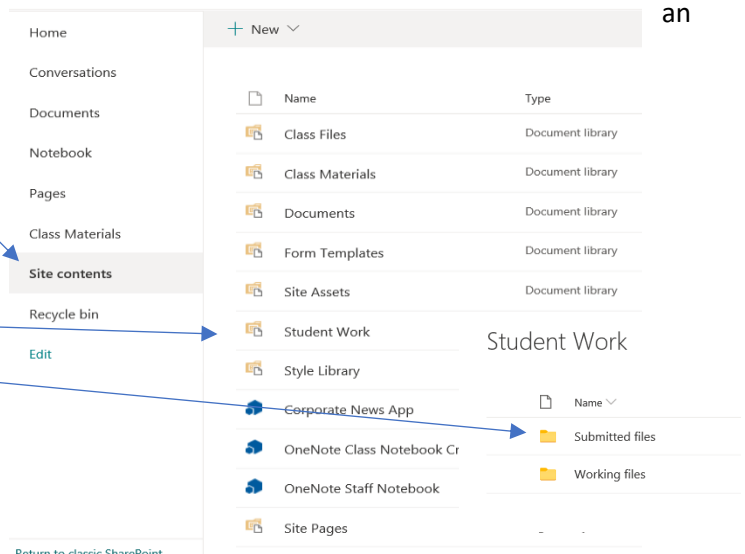 an
Home
Conversations
Documents
Notebook
Pages
Class Materials
Site contents
Recycle bin
Edit
Return to classic SharePoint
New
Name Type
Class Files Document library
Class Materials Document library
Documents Document library
Form Templates Document library
Site Assets Document library
Student Work
Style Library
Corporate News App
OneNote Class Notebook Cr
OneNote Staff Notebook
Site Pages
Student Work
Name
Submitted files
Working files